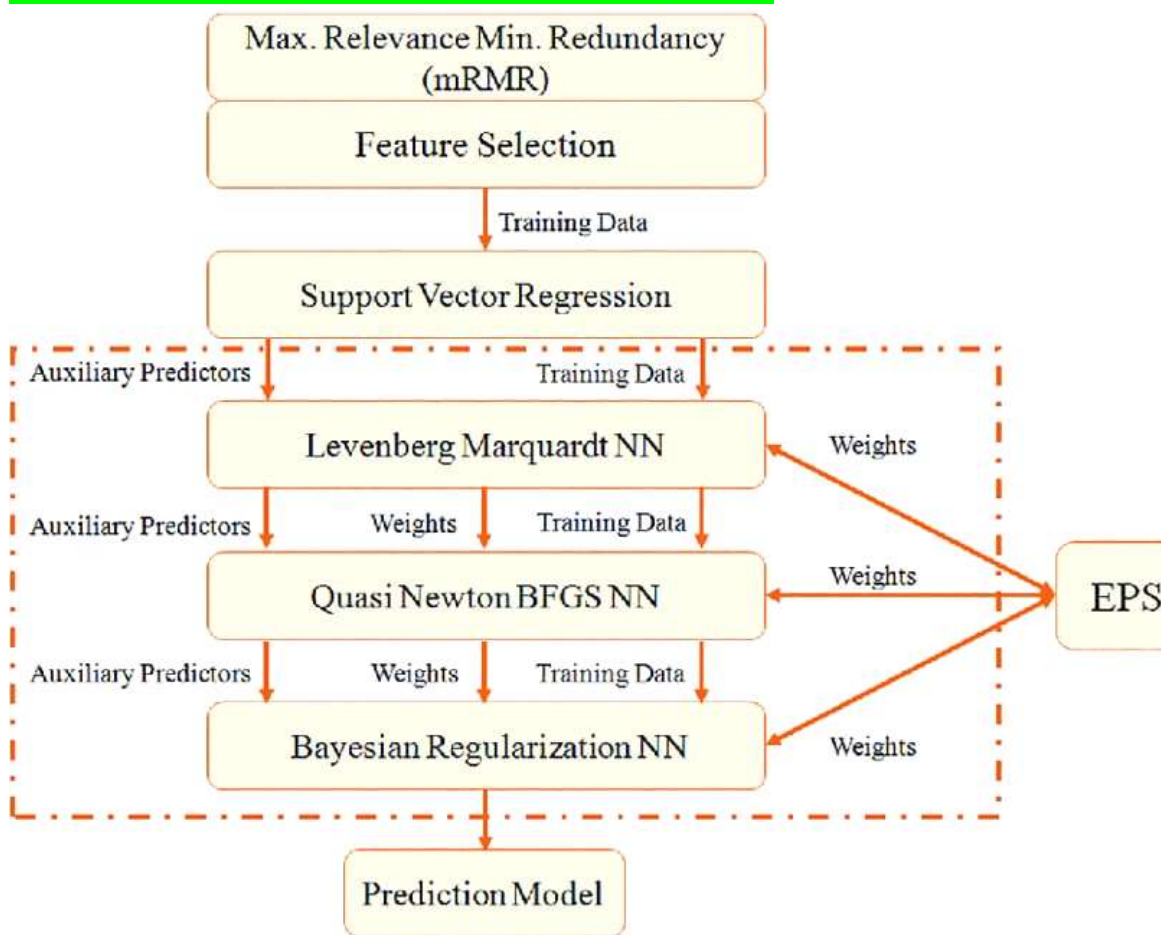 Max. Relevance Min. Redundancy
(mRMR)
Feature Selection
Training Data
Support Vector Regression
Auxiliary Predictors
Training Data
Levenberg Marquardt NN
Weights
Auxiliary Predictors
Weights
Training Data
Quasi Newton BFGS NN
Weights
EPS
Auxiliary Predictors
Weights
Training Data
Bayesian Regularization NN
Weights
Prediction Model